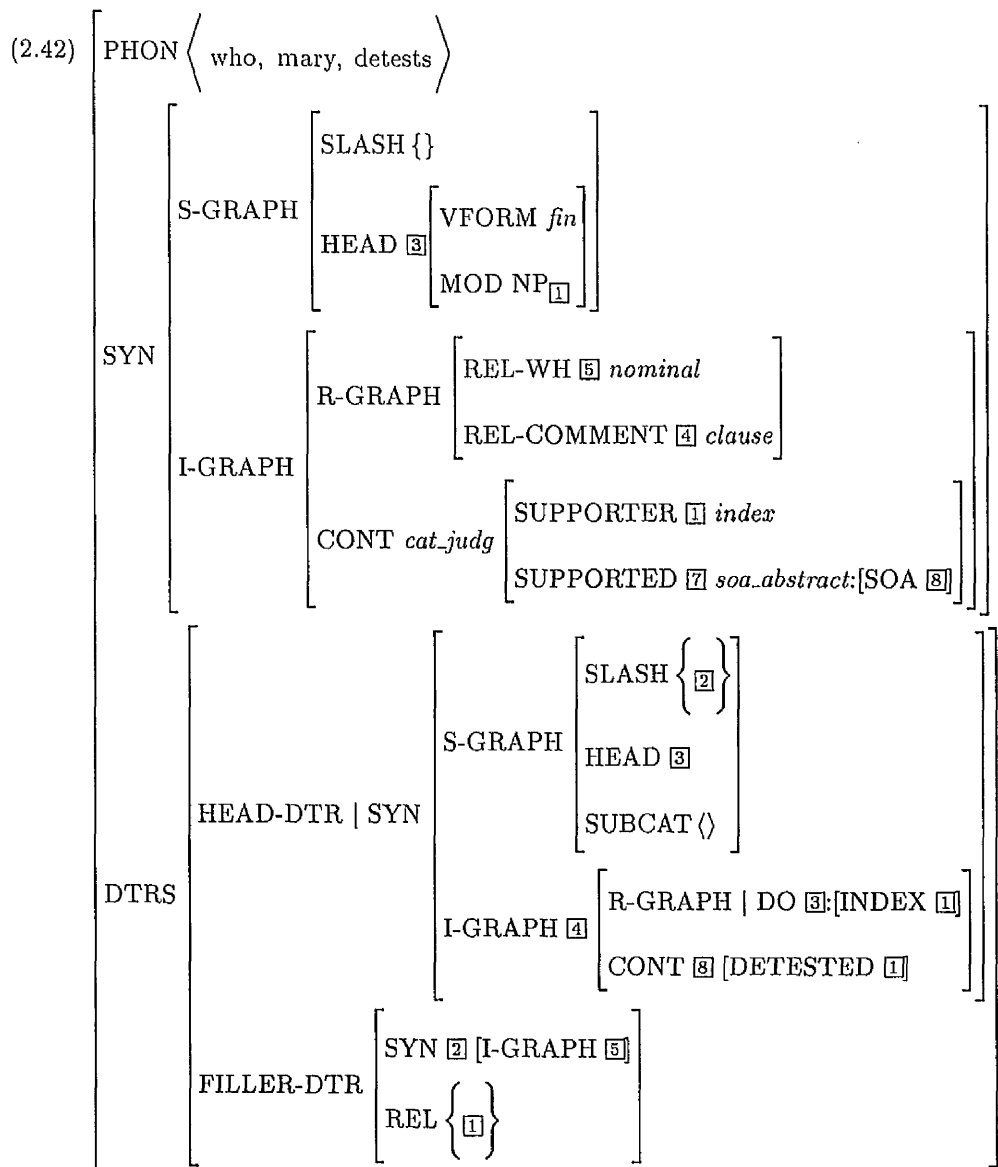 (2.42) PHON ⟨ who, mary, detests ⟩
SLASH {}
S-GRAPH
VFORM fin
HEAD 3
MOD NP 1
SYN
REL-WH 5 nominal
R-GRAPH
REL-COMMENT 4 clause
I-GRAPH
SUPPORTER 1 index
CONT cat_judg
SUPPORTED 7 soa_abstract:[SOA 8]
SLASH { 2 }
S-GRAPH
HEAD 3
SUBCAT ⟨⟩
HEAD-DTR | SYN
DTRS
R-GRAPH | DO 3:[INDEX 1]
I-GRAPH 4
CONT 8 [DETESTED 1]
SYN 2 [I-GRAPH 5]
FILLER-DTR
REL { 1 }